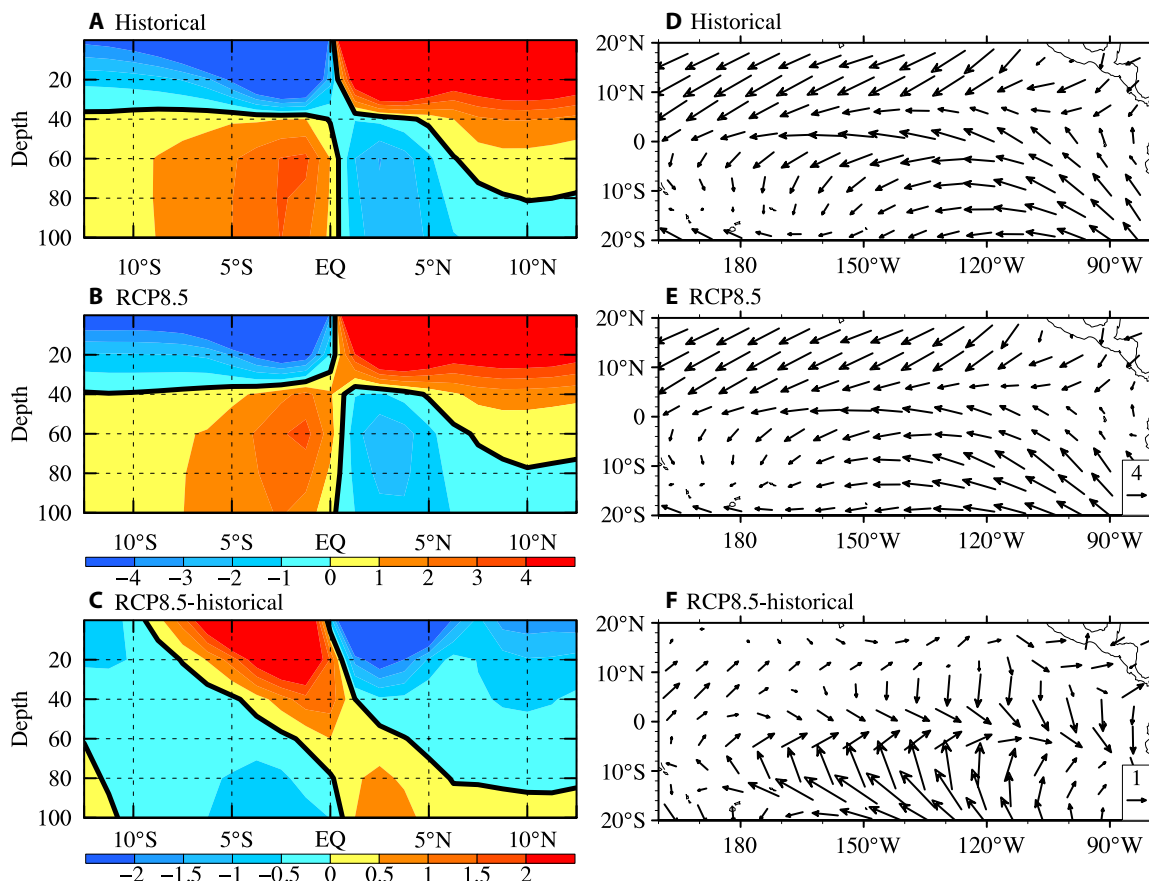 A Historical
Depth
20
40
60
80
100
10°S 5°S EQ 5°N 10°N
B RCP8.5
Depth
20
40
60
80
100
10°S 5°S EQ 5°N 10°N
−4 −3 −2 −1 0 1 2 3 4
C RCP8.5-historical
Depth
20
40
60
80
100
10°S 5°S EQ 5°N 10°N
−2 −1.5 −1 −0.5 0 0.5 1 1.5 2
D Historical
20°N
10°N
0
10°S
20°S
180 150°W 120°W 90°W
E RCP8.5
20°N
10°N
0
10°S
20°S
4
180 150°W 120°W 90°W
F RCP8.5-historical
20°N
10°N
0
10°S
20°S
1
180 150°W 120°W 90°W